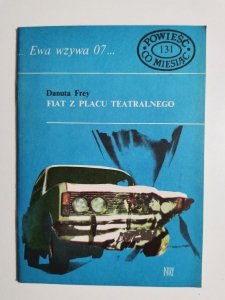 .. Ewa wzywa 07...
POWIEŚĆ
131
CO MIESIĄC
Danuta Frey
FIAT Z PLACU TEATRALNEGO